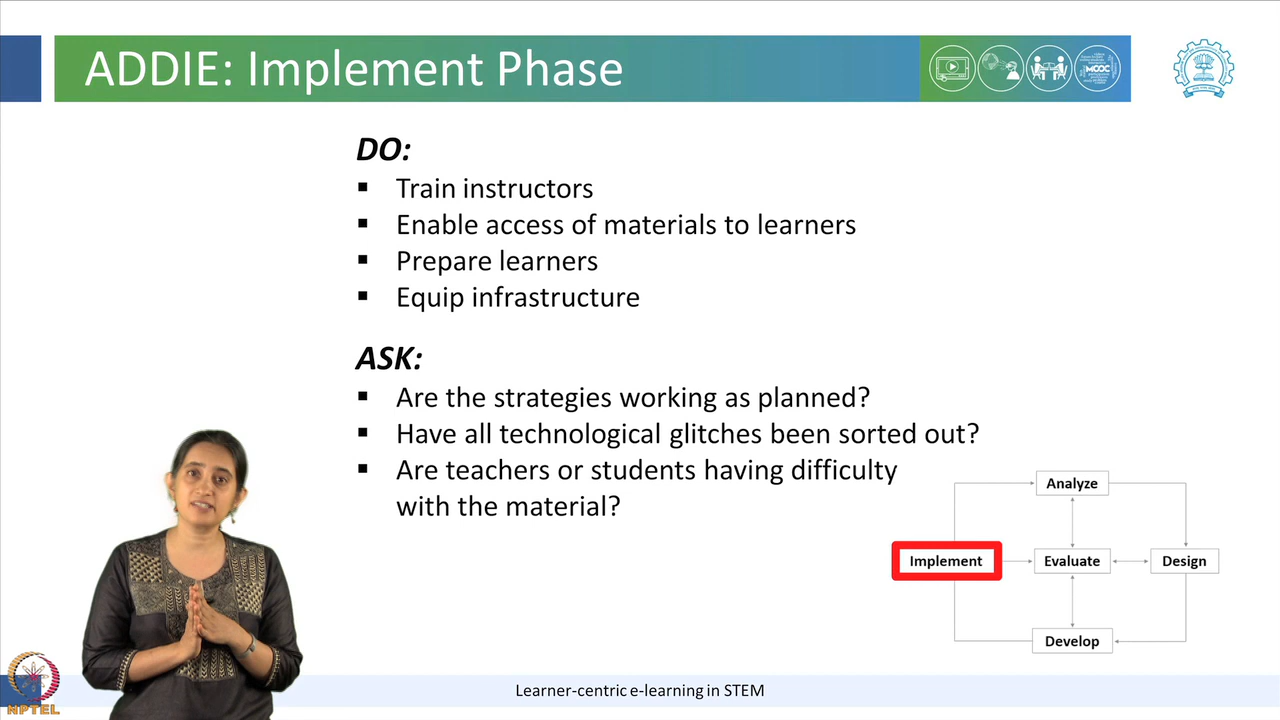 ADDIE: Implement Phase
MOOC
DO:
▪ Train instructors
▪ Enable access of materials to learners
▪ Prepare learners
▪ Equip infrastructure
ASK:
▪ Are the strategies working as planned?
▪ Have all technological glitches been sorted out?
▪ Are teachers or students having difficulty
with the material?
Analyze
Implement
Evaluate
Design
Develop
Learner-centric e-learning in STEM
NPTEL